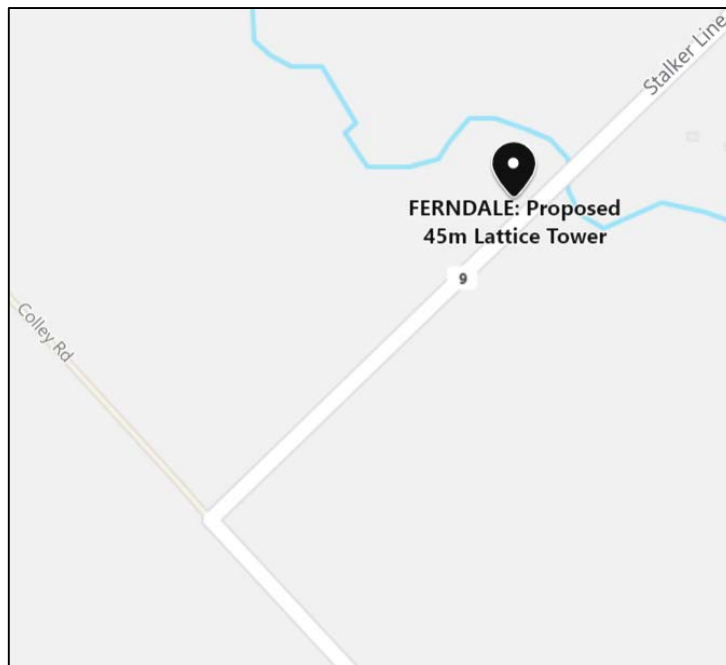 Stalker Line
FERNDALE: Proposed
45m Lattice Tower
9
Colley Rd